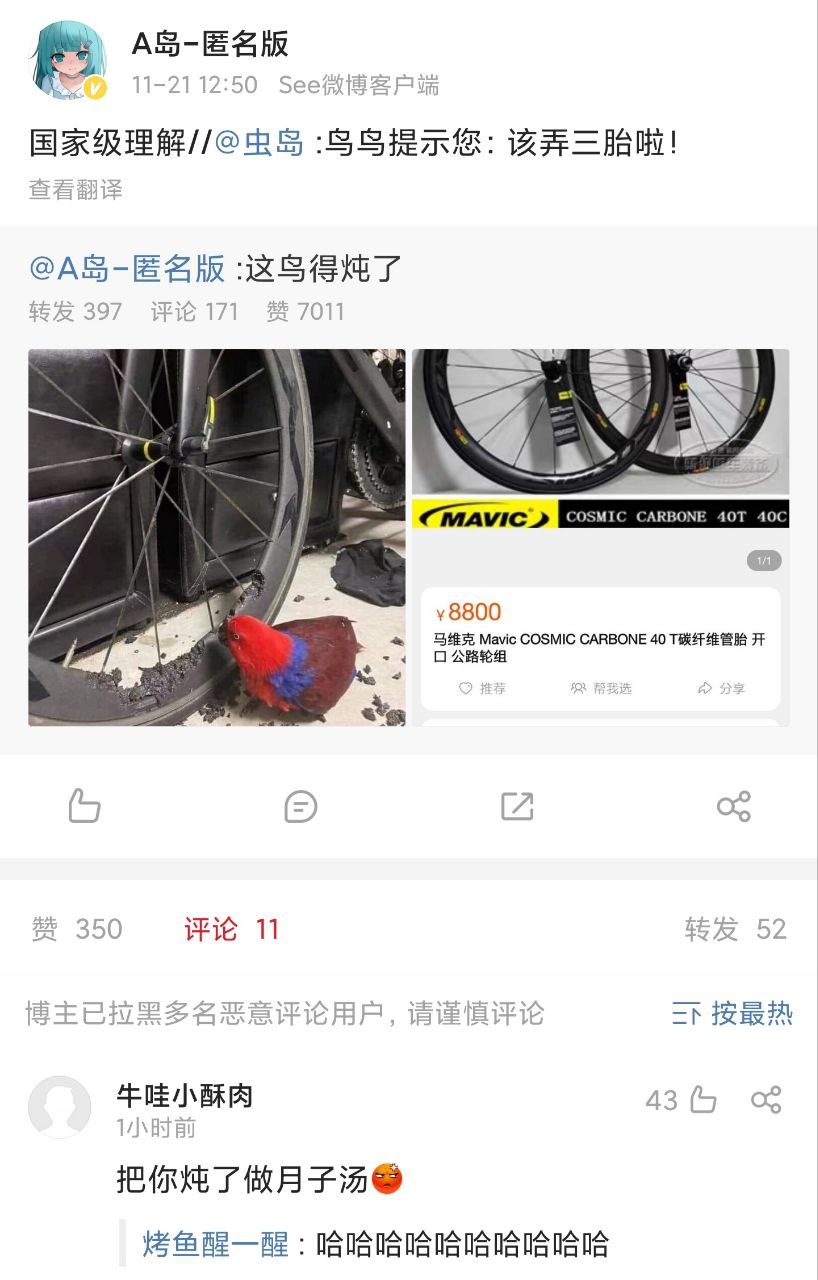 A岛-匿名版
11-21 12:50 See微博客户端
国家级理解//@虫岛 :鸟鸟提示您: 该弄三胎啦!
查看翻译
@A岛-匿名版 :这鸟得炖了
转发 397 评论 171 赞 7011
MAVIC COSMIC CARBONE 40T 40C
1/1
¥8800
马维克 Mavic COSMIC CARBONE 40 T碳纤维管胎 开
口 公路轮组
推荐 帮我选 分享
赞 350 评论 11 转发 52
博主已拉黑多名恶意评论用户, 请谨慎评论 按最热
牛哇小酥肉
43
1小时前
把你炖了做月子汤
烤鱼醒一醒 : 哈哈哈哈哈哈哈哈哈哈